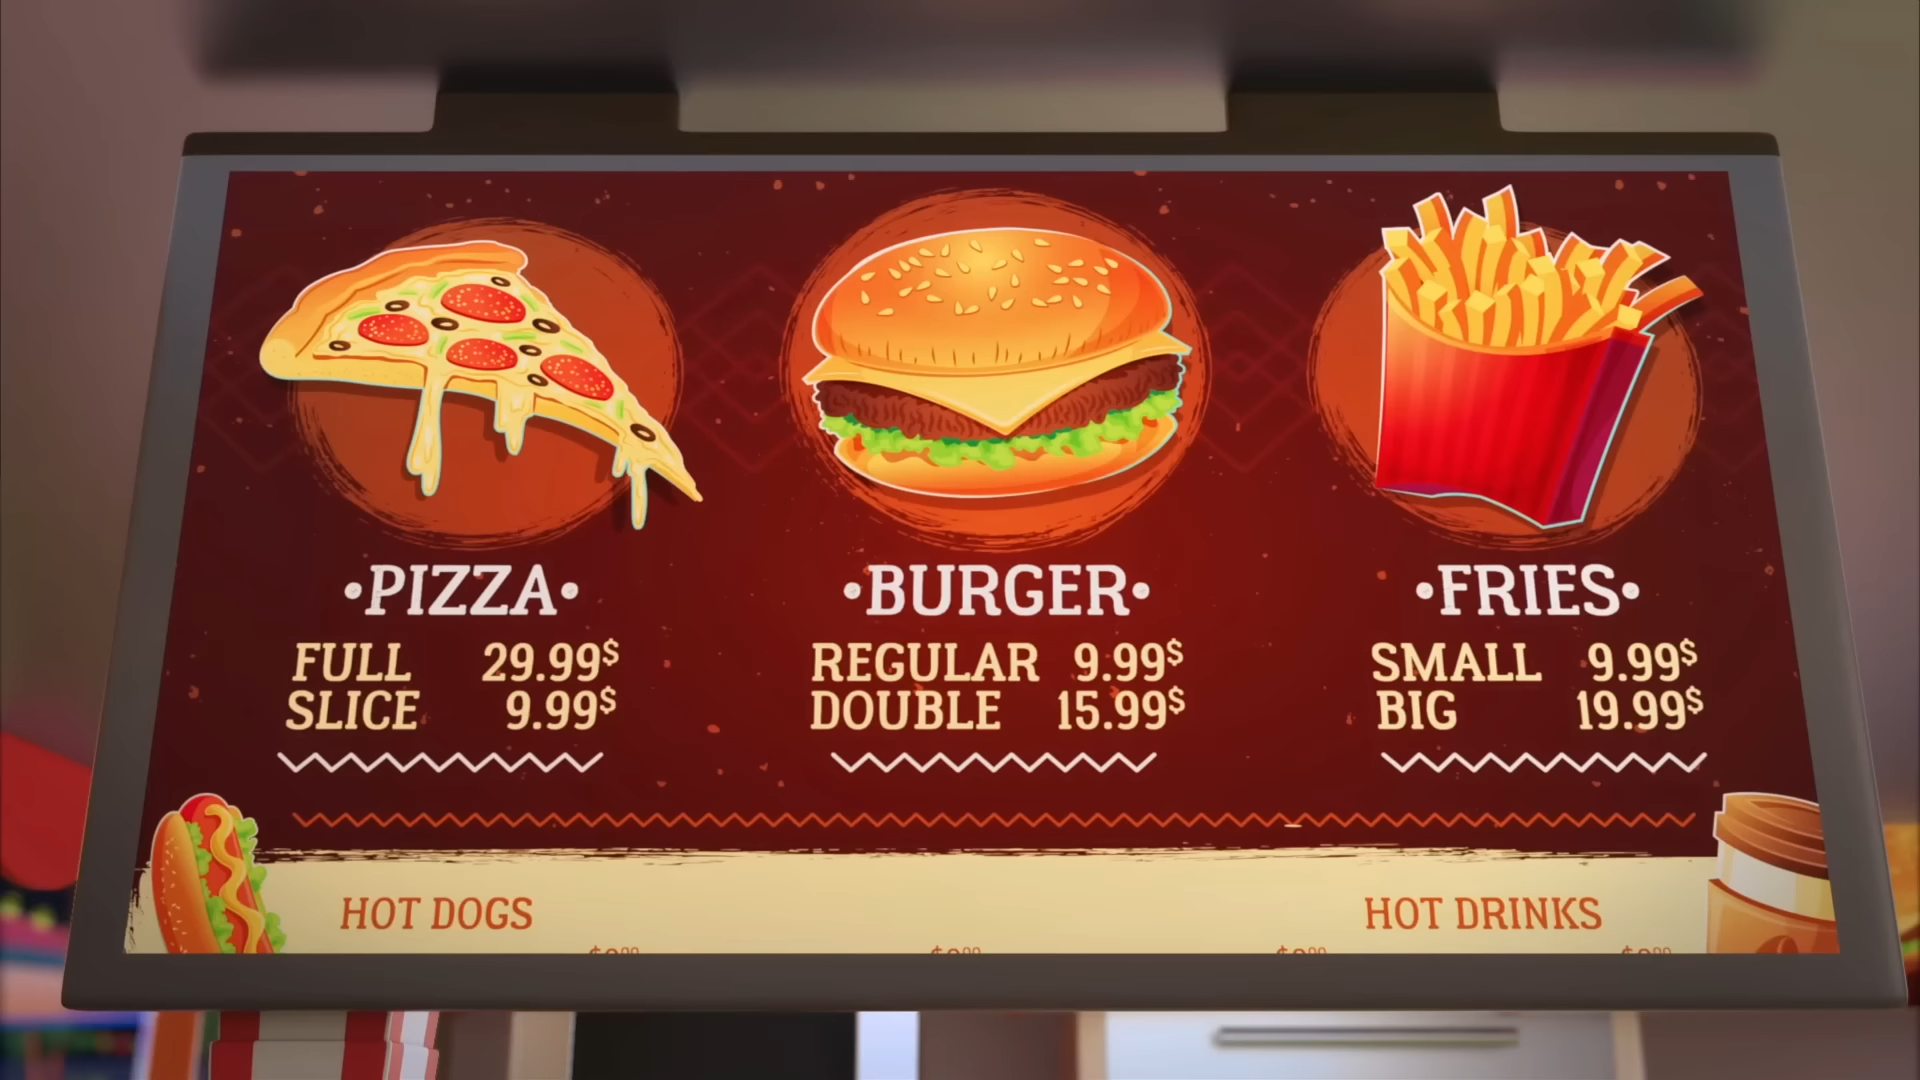 •PIZZA•
FULL 29.99$
SLICE 9.99$
•BURGER•
REGULAR 9.99$
DOUBLE 15.99$
•FRIES•
SMALL 9.99$
BIG 19.99$
HOT DOGS
HOT DRINKS